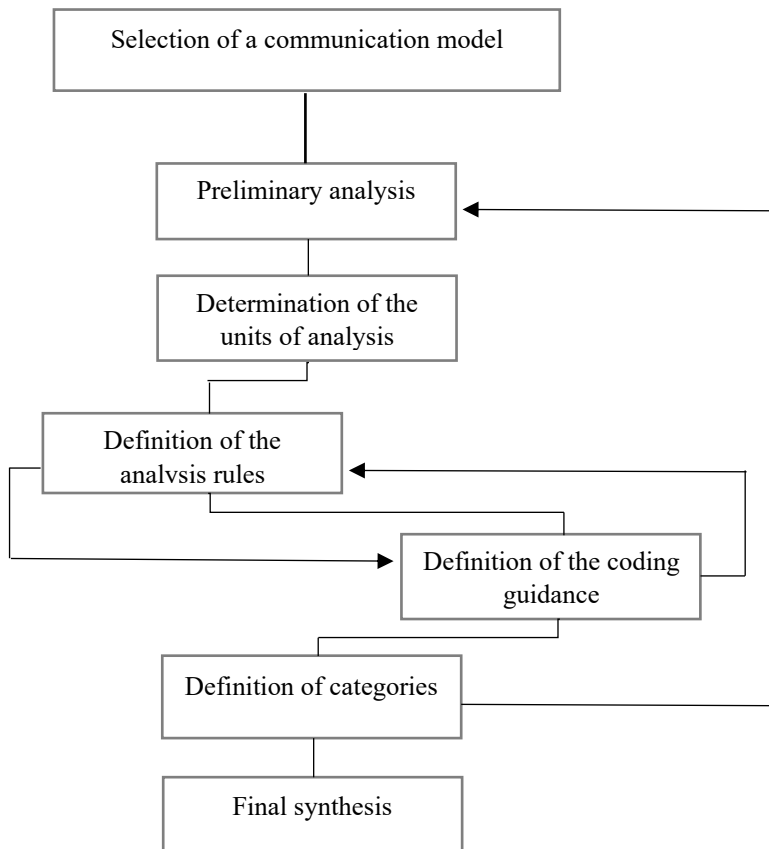 Selection of a communication model
Preliminary analysis
Determination of the
units of analysis
Definition of the
analysis rules
Definition of the coding
guidance
Definition of categories
Final synthesis